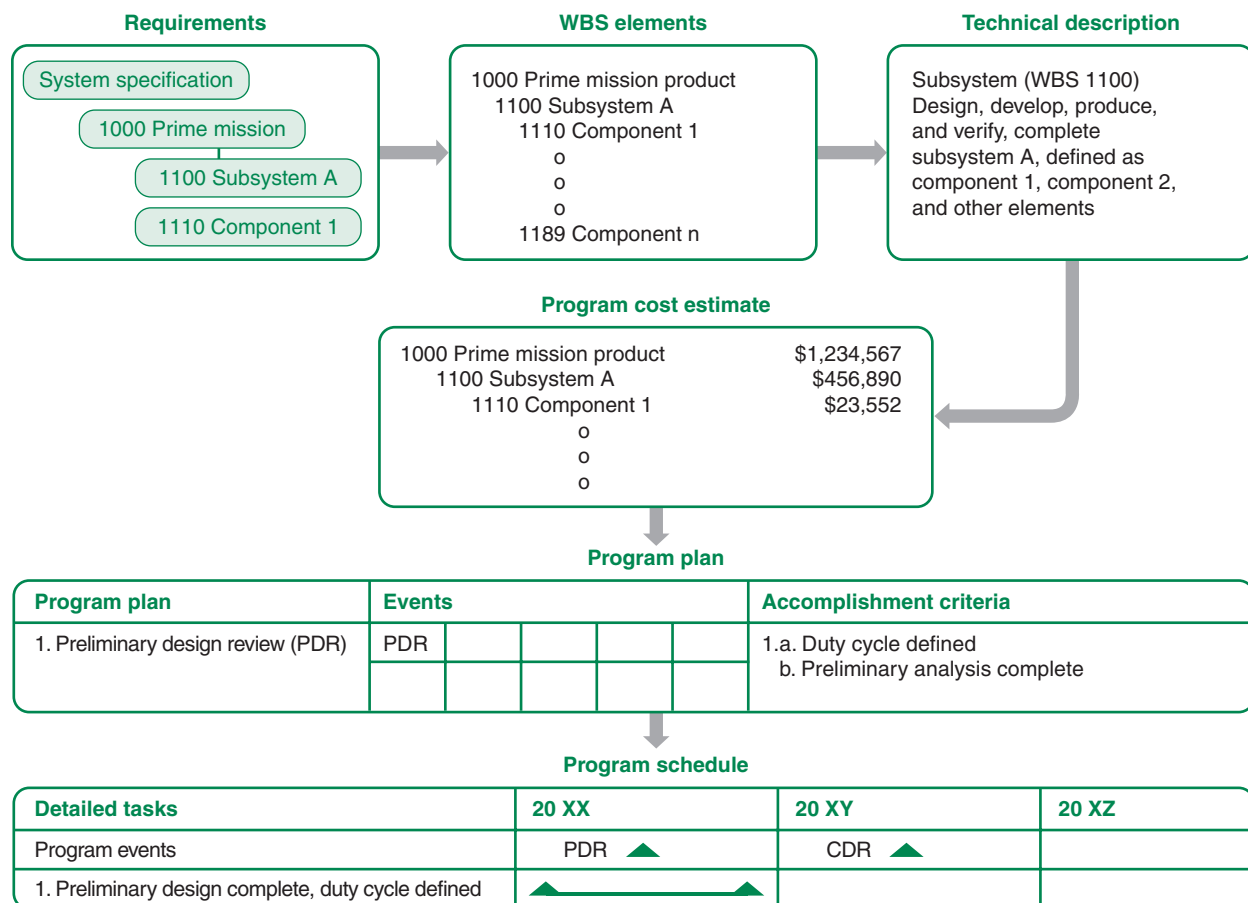 Requirements
System specification
1000 Prime mission
1100 Subsystem A
1110 Component 1
WBS elements
1000 Prime mission product
1100 Subsystem A
1110 Component 1
o
o
o
1189 Component n
Technical description
Subsystem (WBS 1100)
Design, develop, produce,
and verify, complete
subsystem A, defined as
component 1, component 2,
and other elements
Program cost estimate
1000 Prime mission product $1,234,567
1100 Subsystem A $456,890
1110 Component 1 $23,552
o
o
o
Program plan
Program plan Events Accomplishment criteria
1. Preliminary design review (PDR) PDR 1.a. Duty cycle defined
b. Preliminary analysis complete
Program schedule
Detailed tasks 20 XX 20 XY 20 XZ
Program events PDR CDR
1. Preliminary design complete, duty cycle defined